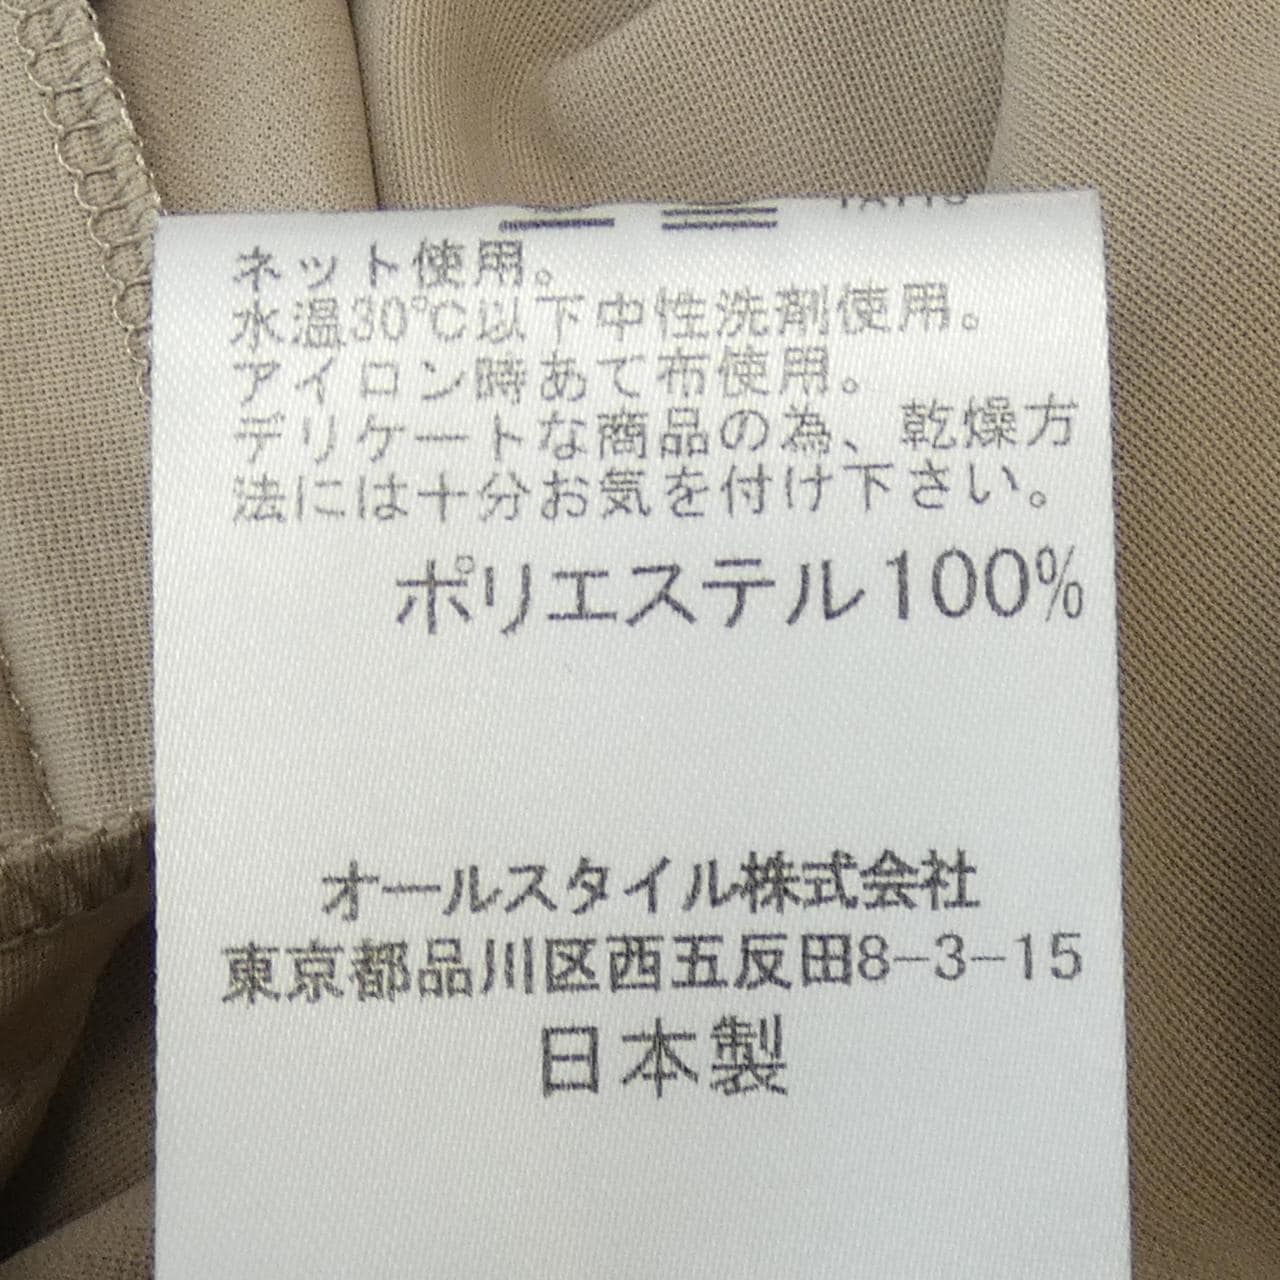 ネット使用。
水温30℃以下中性洗剤使用。
アイロン時あて布使用。
デリケートな商品の為、乾燥方
法には十分お気を付け下さい。
ポリエステル100%
オールスタイル株式会社
東京都品川区西五反田8-3-15
日本製